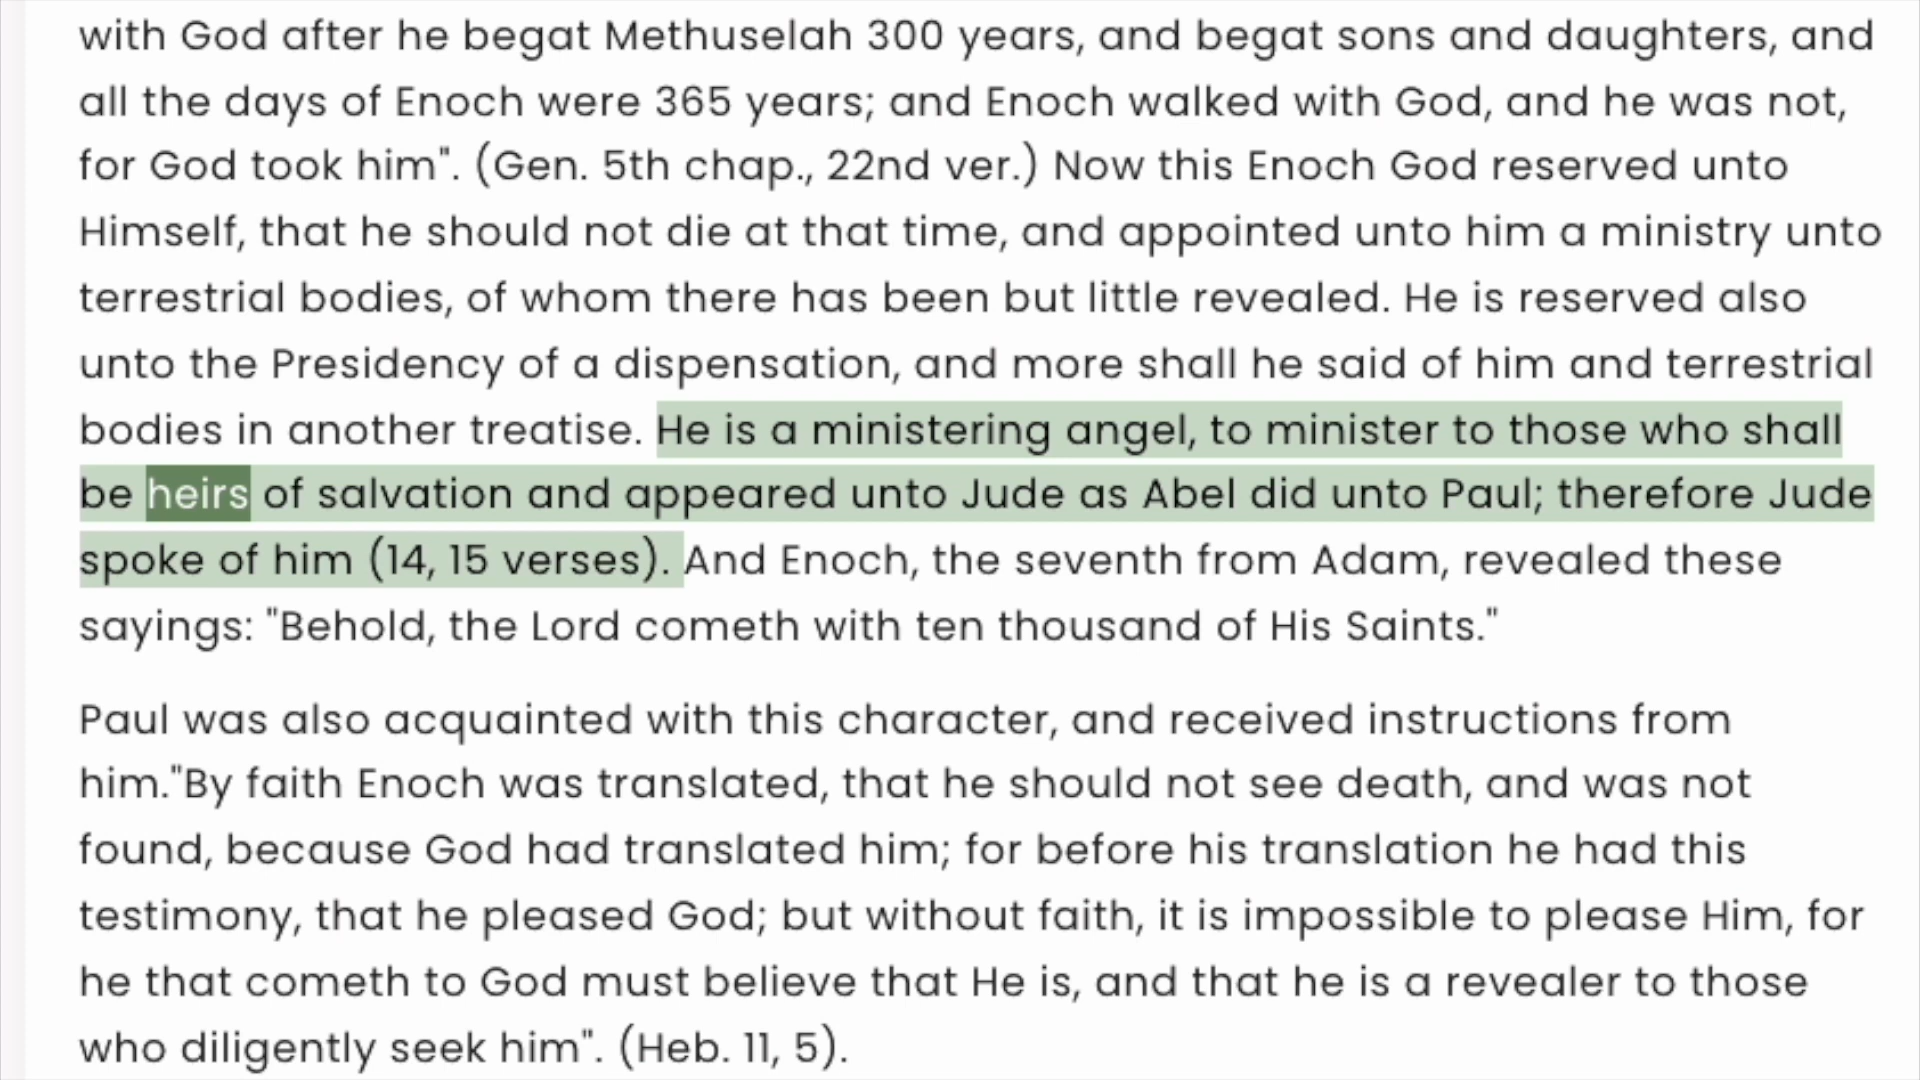 with God after he begat Methuselah 300 years, and begat sons and daughters, and
all the days of Enoch were 365 years; and Enoch walked with God, and he was not,
for God took him". (Gen. 5th chap., 22nd ver.) Now this Enoch God reserved unto
Himself, that he should not die at that time, and appointed unto him a ministry unto
terrestrial bodies, of whom there has been but little revealed. He is reserved also
unto the Presidency of a dispensation, and more shall he said of him and terrestrial
bodies in another treatise. He is a ministering angel, to minister to those who shall
be heirs of salvation and appeared unto Jude as Abel did unto Paul; therefore Jude
spoke of him (14, 15 verses). And Enoch, the seventh from Adam, revealed these
sayings: "Behold, the Lord cometh with ten thousand of His Saints."
Paul was also acquainted with this character, and received instructions from
him."By faith Enoch was translated, that he should not see death, and was not
found, because God had translated him; for before his translation he had this
testimony, that he pleased God; but without faith, it is impossible to please Him, for
he that cometh to God must believe that He is, and that he is a revealer to those
who diligently seek him". (Heb. 11, 5).